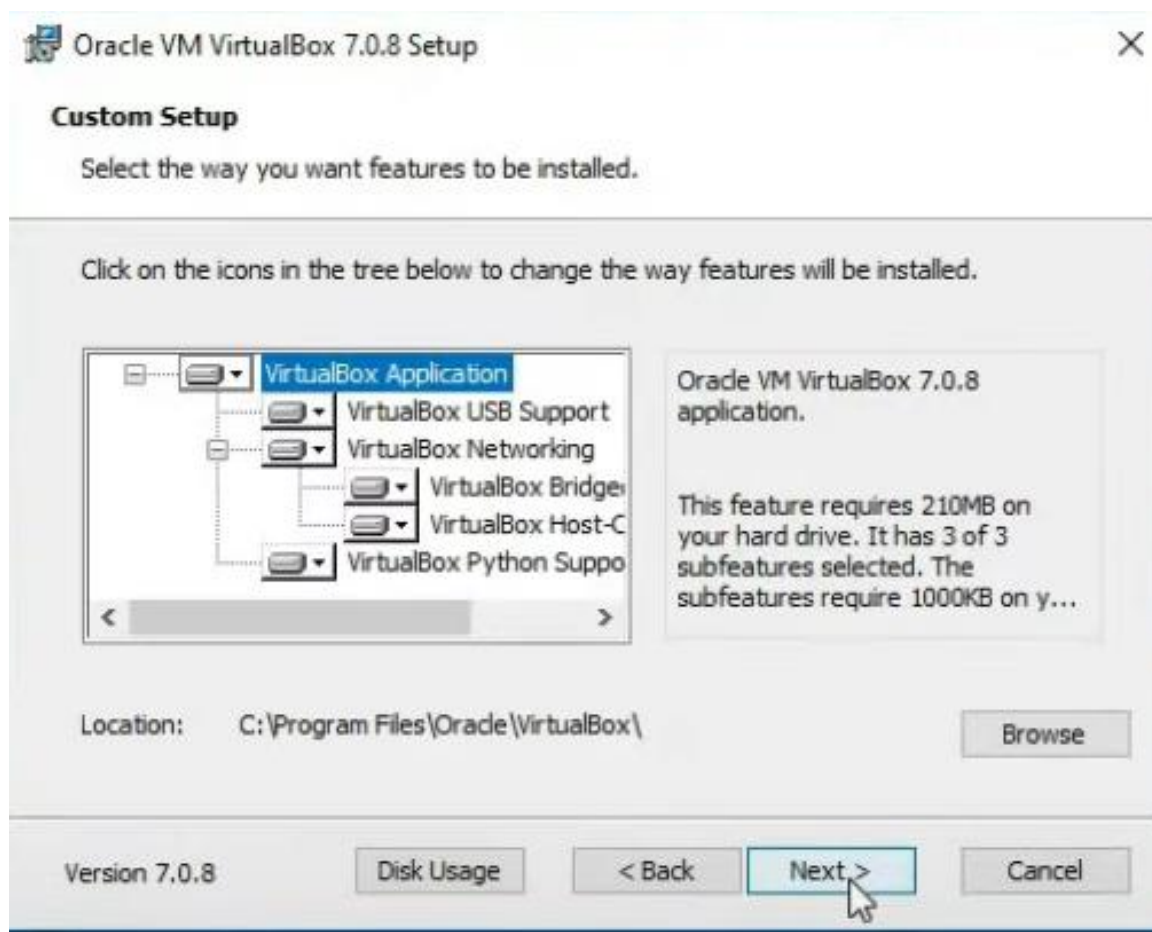 Oracle VM VirtualBox 7.0.8 Setup
Custom Setup
Select the way you want features to be installed.
Click on the icons in the tree below to change the way features will be installed.
VirtualBox Application
VirtualBox USB Support
VirtualBox Networking
VirtualBox Bridge
VirtualBox Host-C
VirtualBox Python Suppo
Oracle VM VirtualBox 7.0.8
application.
This feature requires 210MB on
your hard drive. It has 3 of 3
subfeatures selected. The
subfeatures require 1000KB on y...
Location: C:\Program Files\Oracle\VirtualBox\
Browse
Version 7.0.8
Disk Usage
< Back
Next >
Cancel